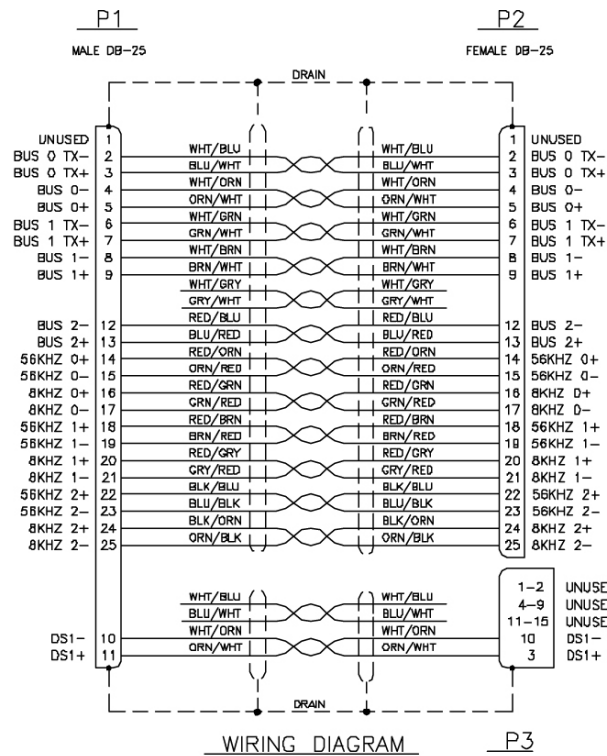 P1 P2
MALE DB-25 FEMALE DB-25
DRAIN
UNUSED 1 1 UNUSED
BUS 0 TX- 2 WHT/BLU WHT/BLU 2 BUS 0 TX-
BUS 0 TX+ 3 BLU/WHT BLU/WHT 3 BUS 0 TX+
BUS 0- 4 WHT/ORN WHT/ORN 4 BUS 0-
BUS 0+ 5 ORN/WHT ORN/WHT 5 BUS 0+
BUS 1 TX- 6 WHT/GRN WHT/GRN 6 BUS 1 TX-
BUS 1 TX+ 7 GRN/WHT GRN/WHT 7 BUS 1 TX+
BUS 1- 8 WHT/BRN WHT/BRN 8 BUS 1-
BUS 1+ 9 BRN/WHT BRN/WHT 9 BUS 1+
WHT/GRY WHT/GRY
GRY/WHT GRY/WHT
BUS 2- 12 RED/BLU RED/BLU 12 BUS 2-
BUS 2+ 13 BLU/RED BLU/RED 13 BUS 2+
56KHZ 0+ 14 RED/ORN RED/ORN 14 56KHZ 0+
56KHZ 0- 15 ORN/RED ORN/RED 15 56KHZ 0-
8KHZ 0+ 16 RED/GRN RED/GRN 16 8KHZ 0+
8KHZ 0- 17 GRN/RED GRN/RED 17 8KHZ 0-
56KHZ 1+ 18 RED/BRN RED/BRN 18 56KHZ 1+
56KHZ 1- 19 BRN/RED BRN/RED 19 56KHZ 1-
8KHZ 1+ 20 RED/GRY RED/GRY 20 8KHZ 1+
8KHZ 1- 21 GRY/RED GRY/RED 21 8KHZ 1-
56KHZ 2+ 22 BLK/BLU BLK/BLU 22 56KHZ 2+
56KHZ 2- 23 BLU/BLK BLU/BLK 23 56KHZ 2-
8KHZ 2+ 24 BLK/ORN BLK/ORN 24 8KHZ 2+
8KHZ 2- 25 ORN/BLK ORN/BLK 25 8KHZ 2-
1-2 UNUSE
WHT/BLU WHT/BLU 4-9 UNUSE
BLU/WHT BLU/WHT 11-15 UNUSE
DS1- 10 WHT/ORN WHT/ORN 10 DS1-
DS1+ 11 ORN/WHT ORN/WHT 3 DS1+
DRAIN
WIRING DIAGRAM P3